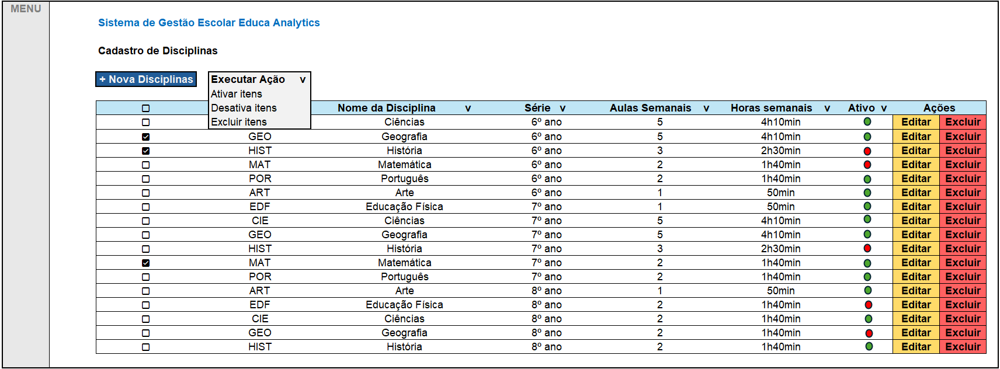 MENU
Sistema de Gestão Escolar Educa Analytics
Cadastro de Disciplinas
+ Nova Disciplinas Executar Ação v
Ativar itens
Desativa itens Nome da Disciplina v Série v Aulas Semanais v Horas semanais v Ativo v Ações
Excluir itens Ciências 6º ano 5 4h10min Editar Excluir
GEO Geografia 6º ano 5 4h10min Editar Excluir
HIST História 6º ano 3 2h30min Editar Excluir
MAT Matemática 6º ano 2 1h40min Editar Excluir
POR Português 6º ano 2 1h40min Editar Excluir
ART Arte 6º ano 1 50min Editar Excluir
EDF Educação Física 7º ano 1 50min Editar Excluir
CIE Ciências 7º ano 5 4h10min Editar Excluir
GEO Geografia 7º ano 5 4h10min Editar Excluir
HIST História 7º ano 3 2h30min Editar Excluir
MAT Matemática 7º ano 2 1h40min Editar Excluir
POR Português 7º ano 2 1h40min Editar Excluir
ART Arte 8º ano 1 50min Editar Excluir
EDF Educação Física 8º ano 2 1h40min Editar Excluir
CIE Ciências 8º ano 2 1h40min Editar Excluir
GEO Geografia 8º ano 2 1h40min Editar Excluir
HIST História 8º ano 2 1h40min Editar Excluir